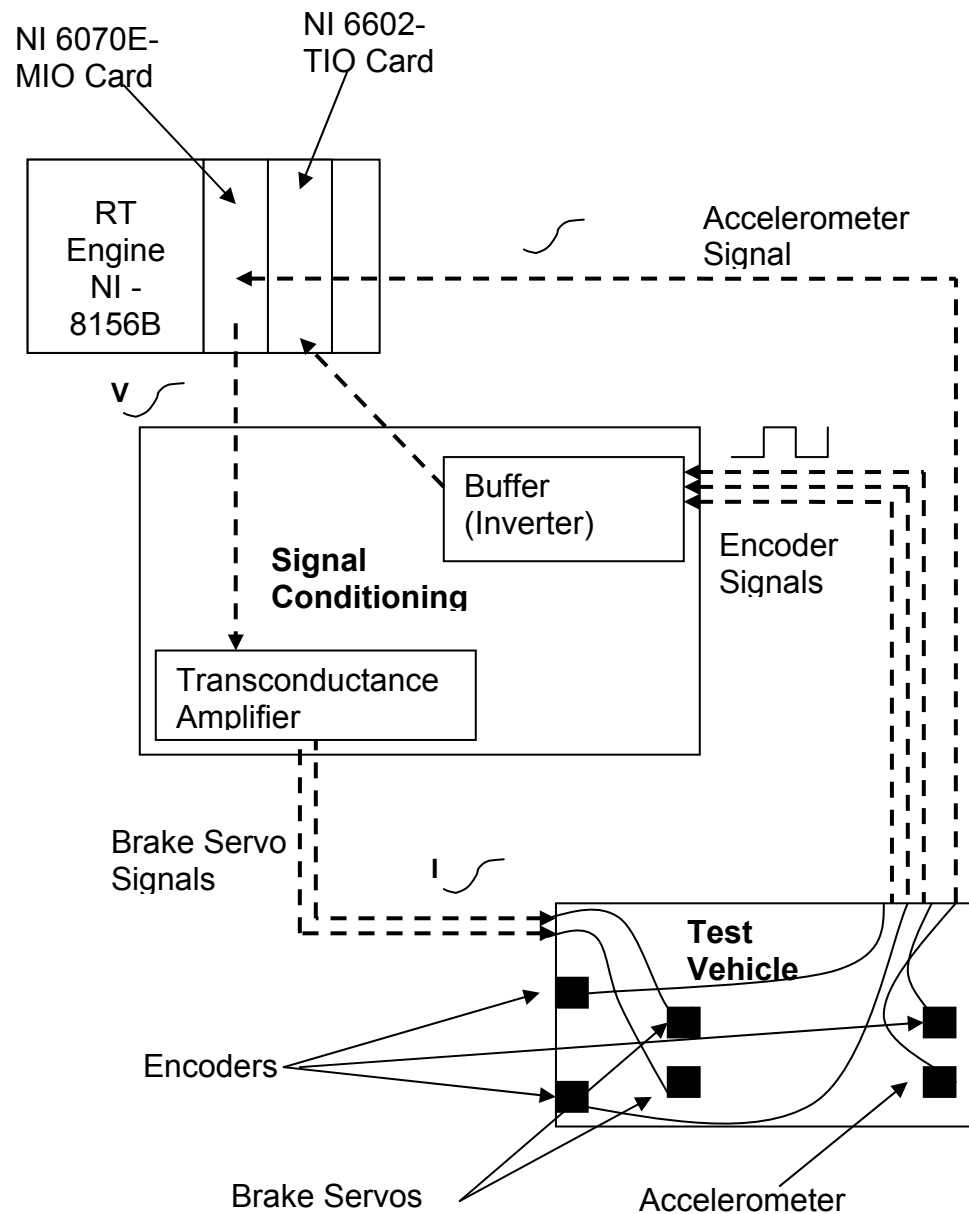 NI 6070E-
MIO Card
NI 6602-
TIO Card
RT
Engine
NI -
8156B
Accelerometer
Signal
V
Buffer
(Inverter)
Encoder
Signals
Signal
Conditioning
Transconductance
Amplifier
Brake Servo
Signals
I
Test
Vehicle
Encoders
Brake Servos
Accelerometer